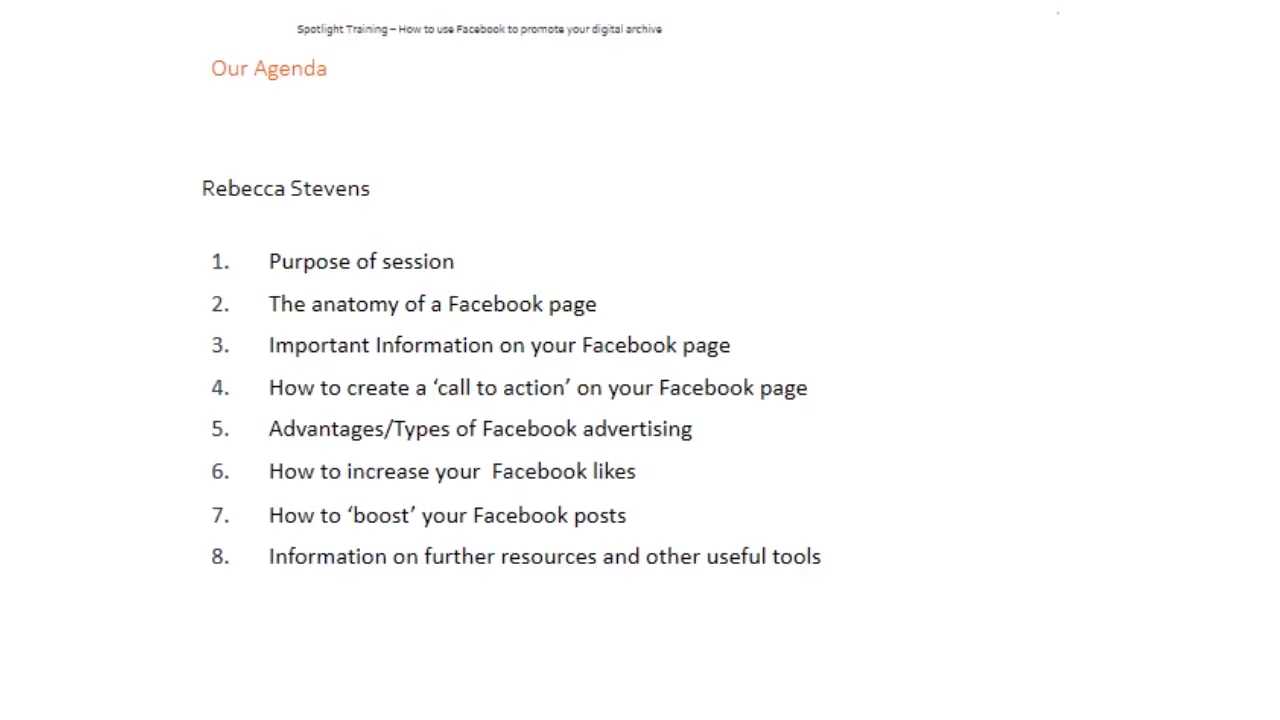 Spotlight Training – How to use Facebook to promote your digital archive
Our Agenda
Rebecca Stevens
1. Purpose of session
2. The anatomy of a Facebook page
3. Important Information on your Facebook page
4. How to create a ‘call to action’ on your Facebook page
5. Advantages/Types of Facebook advertising
6. How to increase your  Facebook likes
7. How to ‘boost’ your Facebook posts
8. Information on further resources and other useful tools